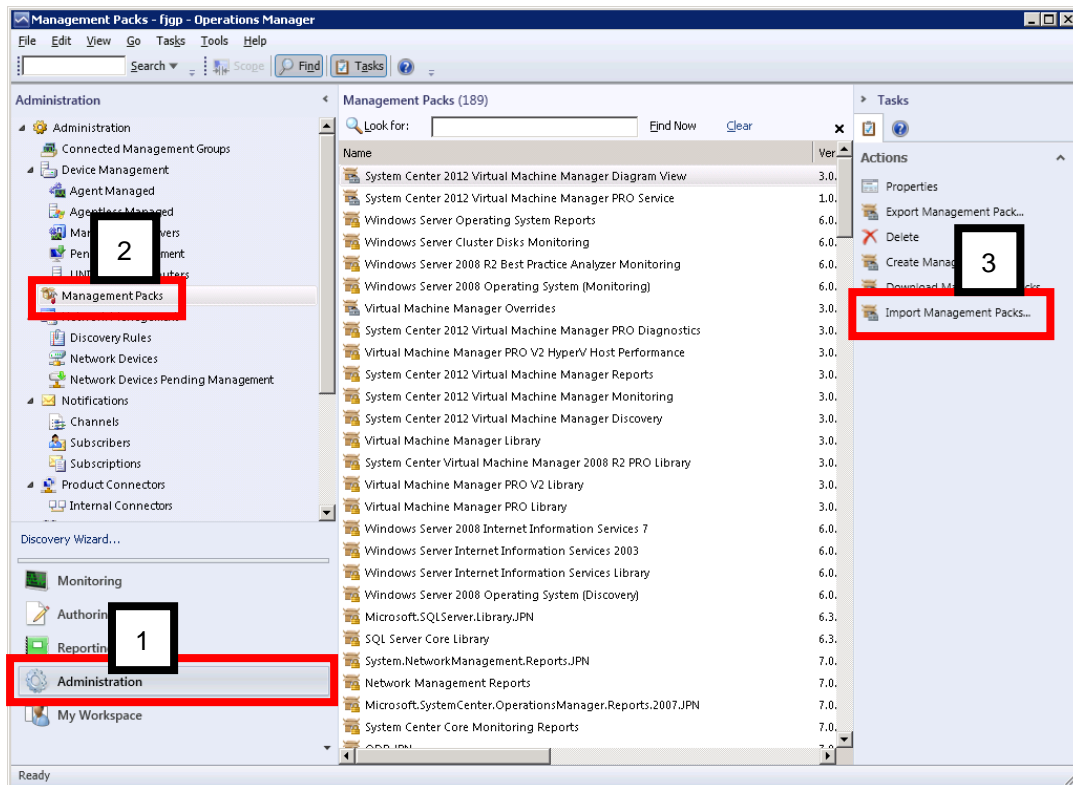 Management Packs - fjgp - Operations Manager
File Edit View Go Tasks Tools Help
Search Scope Find Tasks
Administration
Administration
Connected Management Groups
Device Management
Agent Managed
Agentless Managed
2
Management Packs
Discovery Rules
Network Devices
Network Devices Pending Management
Notifications
Channels
Subscribers
Subscriptions
Product Connectors
Internal Connectors
Discovery Wizard...
Monitoring
Reporting
1
Administration
My Workspace
Management Packs (189)
Look for: Find Now Clear
Name Ver
System Center 2012 Virtual Machine Manager Diagram View 3.0.
System Center 2012 Virtual Machine Manager PRO Service 1.0.
Windows Server Operating System Reports 6.0.
Windows Server Cluster Disks Monitoring 6.0.
Windows Server 2008 R2 Best Practice Analyzer Monitoring 6.0.
Windows Server 2008 Operating System (Monitoring) 6.0.
Virtual Machine Manager Overrides 3.0.
System Center 2012 Virtual Machine Manager PRO Diagnostics 3.0.
Virtual Machine Manager PRO V2 HyperV Host Performance 3.0.
System Center 2012 Virtual Machine Manager Reports 3.0.
System Center 2012 Virtual Machine Manager Monitoring 3.0.
System Center 2012 Virtual Machine Manager Discovery 3.0.
Virtual Machine Manager Library 3.0.
System Center Virtual Machine Manager 2008 R2 PRO Library 3.0.
Virtual Machine Manager PRO V2 Library 3.0.
Virtual Machine Manager PRO Library 3.0.
Windows Server 2008 Internet Information Services 7 6.0.
Windows Server Internet Information Services 2003 6.0.
Windows Server Internet Information Services Library 6.0.
Windows Server 2008 Operating System (Discovery) 6.0.
Microsoft.SQLServer.Library.JPN 6.3.
SQL Server Core Library 6.3.
System.NetworkManagement.Reports.JPN 7.0.
Network Management Reports 7.0.
Microsoft.SystemCenter.OperationsManager.Reports.2007.JPN 7.0.
System Center Core Monitoring Reports 7.0.
Tasks
Actions
Properties
Export Management Pack...
Delete
Create
3
Import Management Packs...
Ready